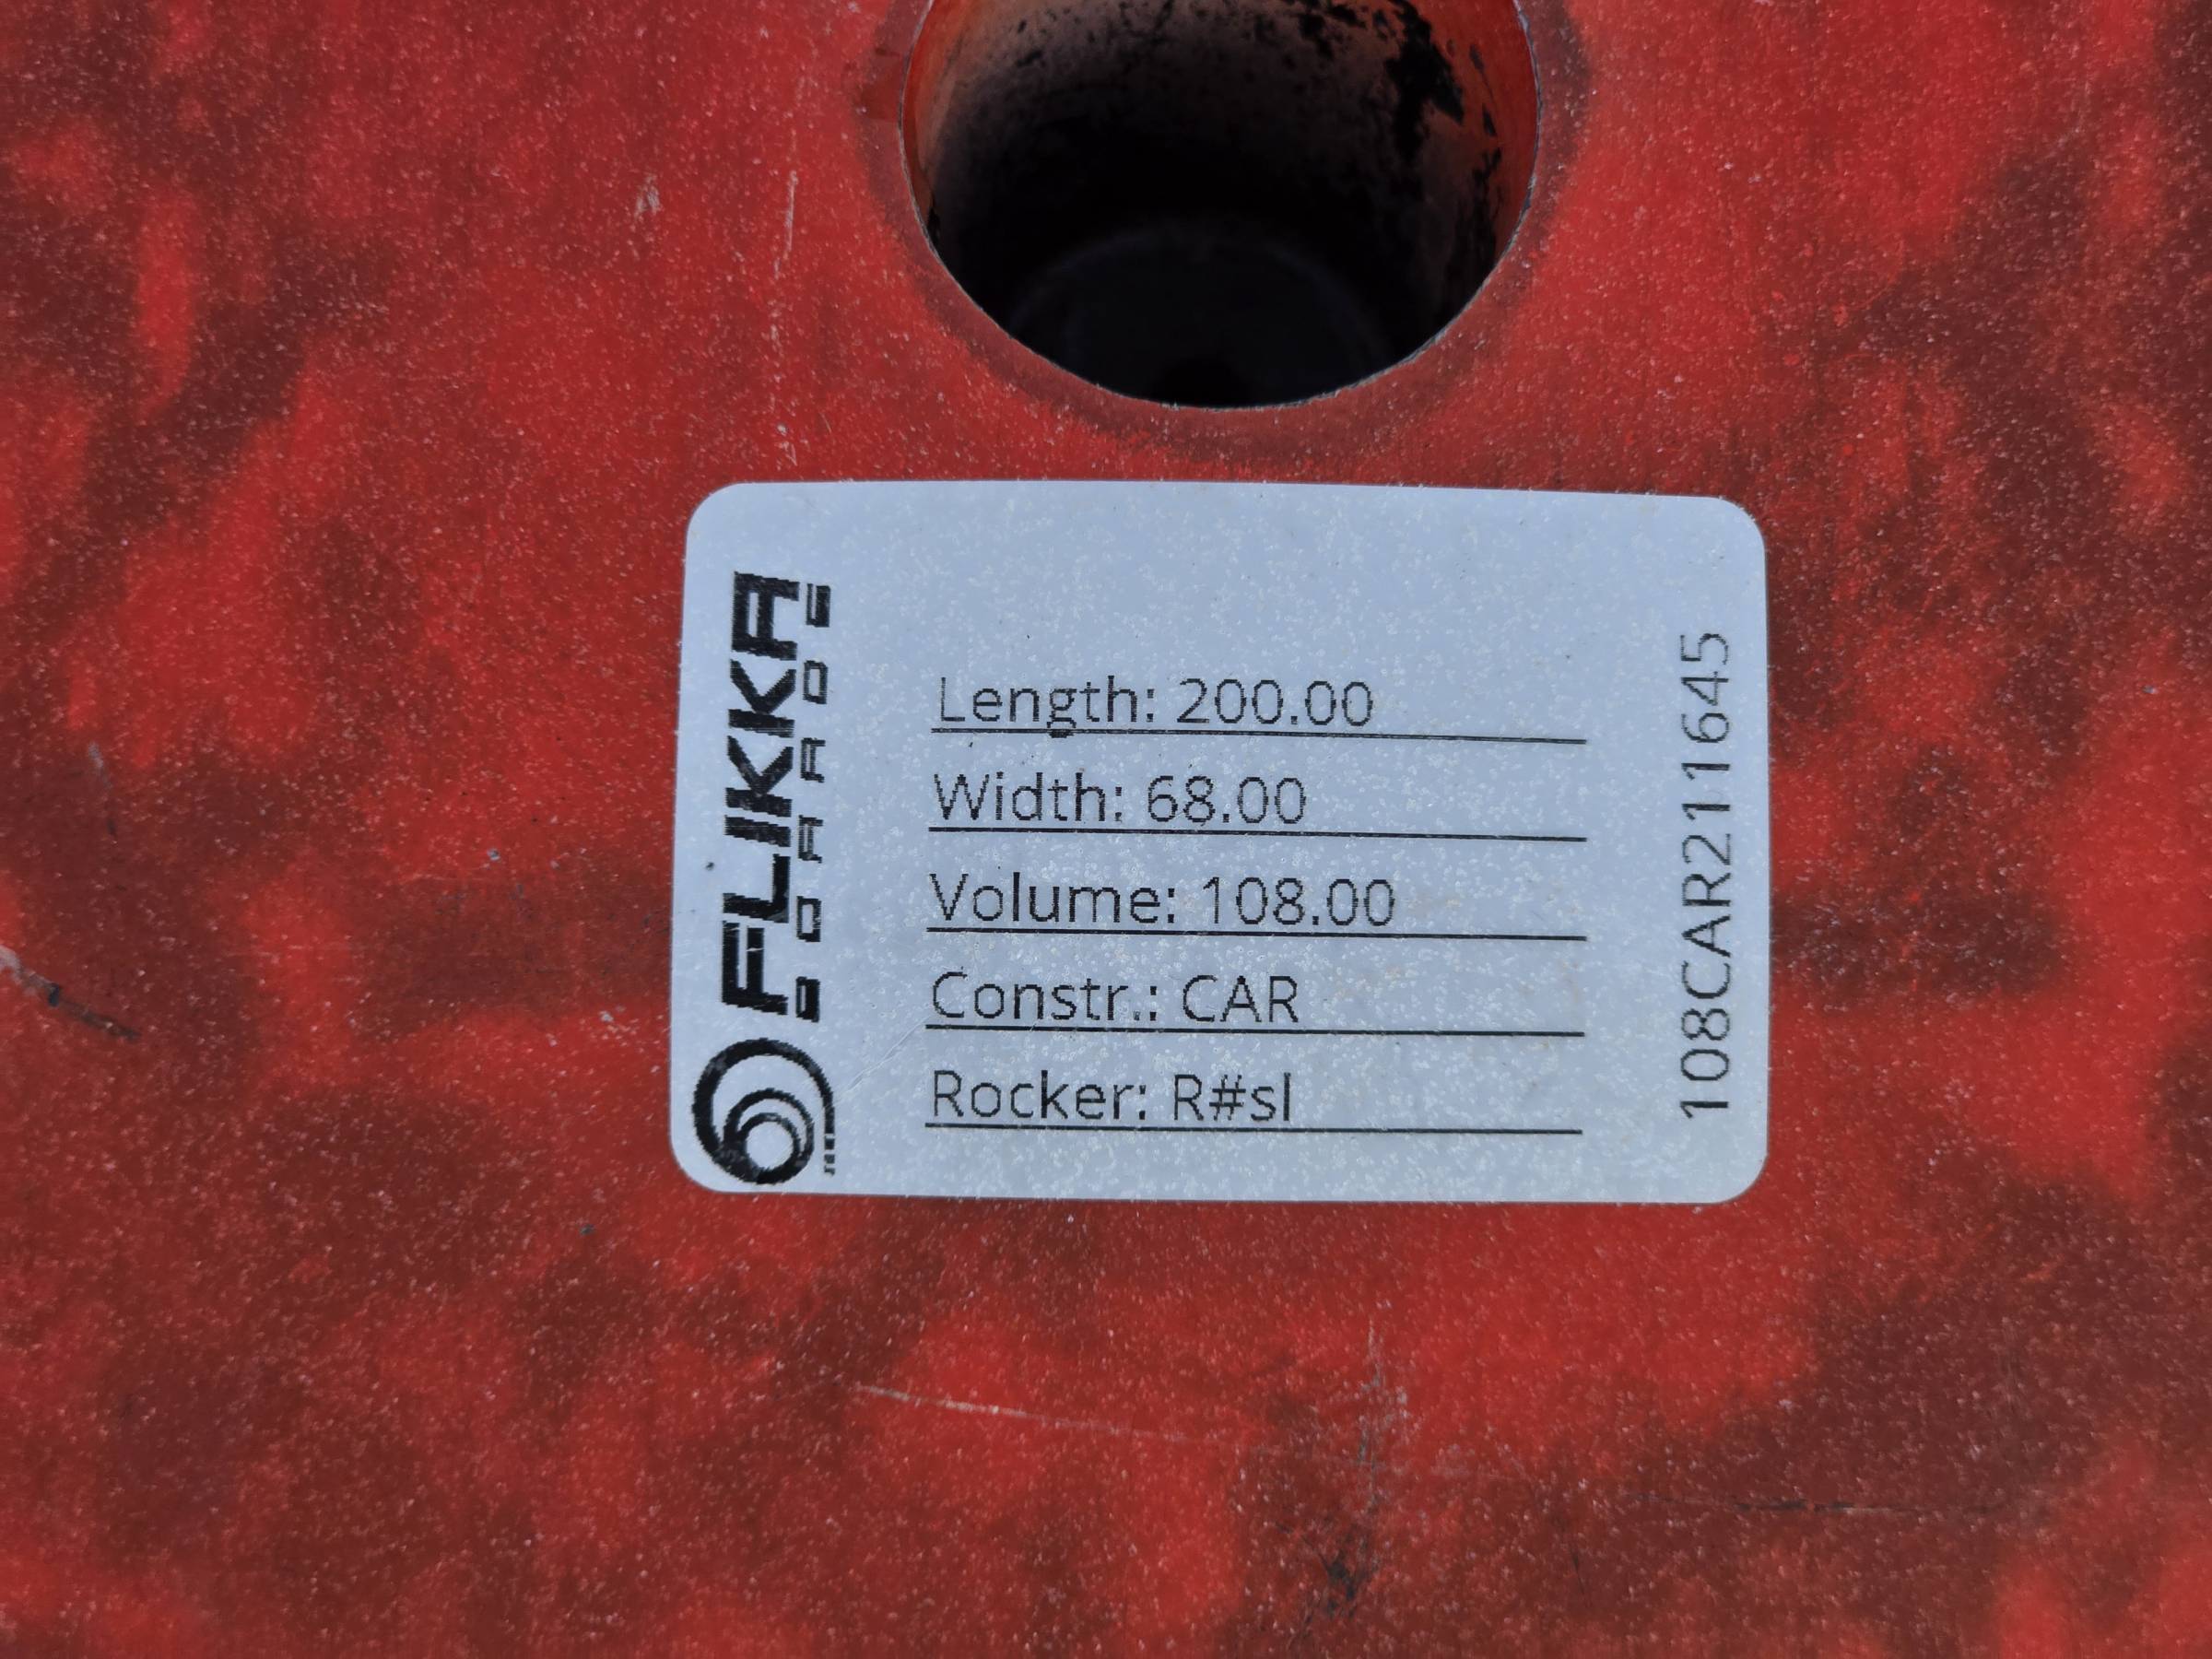 FLIKKA
BOARDS
Length: 200.00
Width: 68.00
Volume: 108.00
Constr.: CAR
Rocker: R#sl
108CAR211645